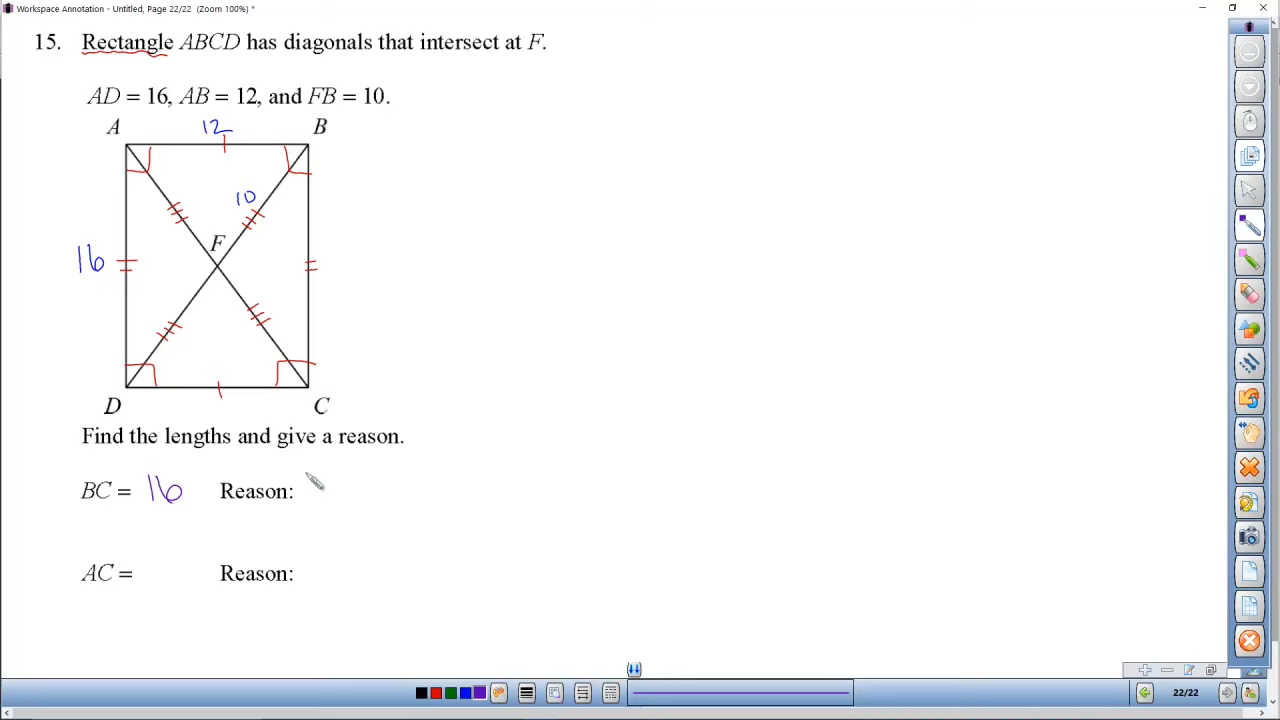 Workspace Annotation - Untitled, Page 22/22 (Zoom 100%) *
15. Rectangle ABCD has diagonals that intersect at F.
AD = 16, AB = 12, and FB = 10.
A 12 B
10
F
16
D C
Find the lengths and give a reason.
BC = 16 Reason:
AC = Reason:
22/22